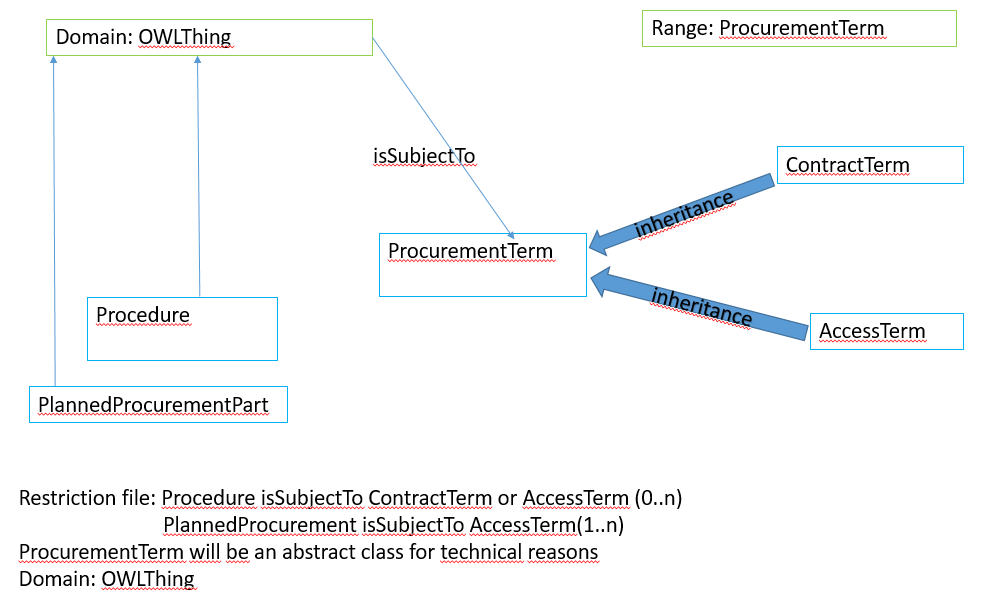 Domain: OWLThing
Range: ProcurementTerm
isSubjectTo
ContractTerm
inheritance
ProcurementTerm
inheritance
Procedure
AccessTerm
PlannedProcurementPart
Restriction file: Procedure isSubjectTo ContractTerm or AccessTerm (0..n)
PlannedProcurement isSubjectTo AccessTerm(1..n)
ProcurementTerm will be an abstract class for technical reasons
Domain: OWLThing